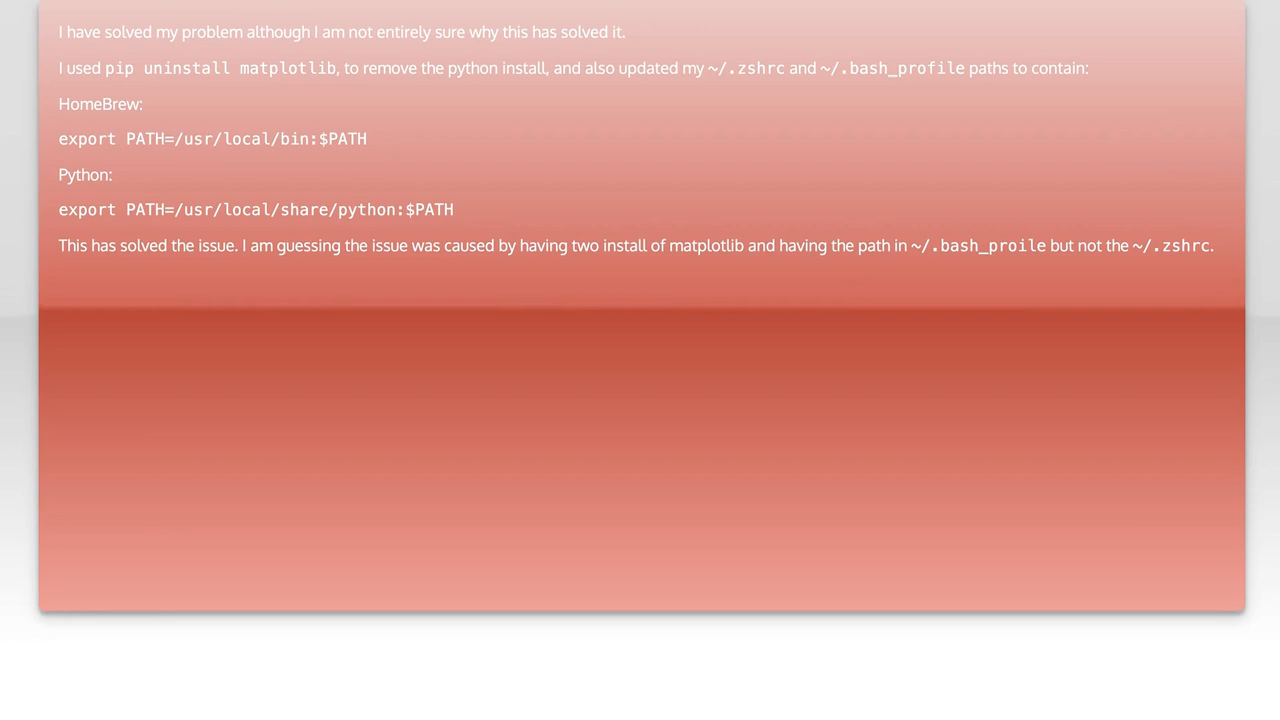 I have solved my problem although I am not entirely sure why this has solved it.
I used pip uninstall matplotlib, to remove the python install, and also updated my ~/.zshrc and ~/.bash_profile paths to contain:
HomeBrew:
export PATH=/usr/local/bin:$PATH
Python:
export PATH=/usr/local/share/python:$PATH
This has solved the issue. I am guessing the issue was caused by having two install of matplotlib and having the path in ~/.bash_proile but not the ~/.zshrc.